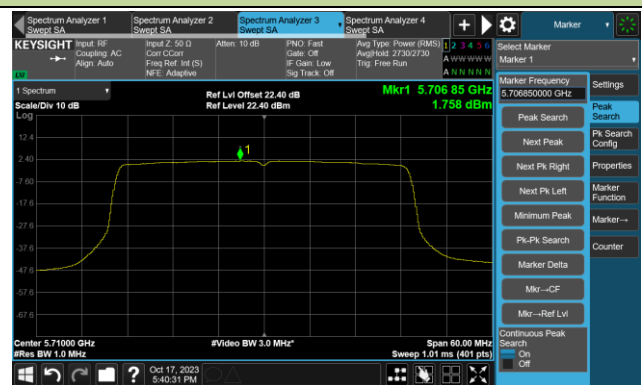 Spectrum Analyzer 1
Swept SA
Spectrum Analyzer 2
Swept SA
Spectrum Analyzer 3
Swept SA
Spectrum Analyzer 4
Swept SA
Marker
KEYSIGHT
Input: RF
Coupling: AC
Align: Auto
Input Z: 50 Ω
Corr CCorr
Freq Ref: Int (S)
NFE: Adaptive
Atten: 10 dB
PNO: Fast
Gate: Off
IF Gain: Low
Sig Track: Off
Avg Type: Power (RMS)
Avg|Hold: 2730/2730
Trig: Free Run
1 2 3 4 5 6
A W W W W W
A N N N N N
LW
Select Marker
Marker 1
1 Spectrum
Scale/Div 10 dB
Log
Ref Lvl Offset 22.40 dB
Ref Level 22.40 dBm
Mkr1 5.706 85 GHz
1.758 dBm
1
12.4
2.40
-7.60
-17.6
-27.6
-37.6
-47.6
-57.6
-67.6
Center 5.71000 GHz
#Res BW 1.0 MHz
#Video BW 3.0 MHz*
Span 60.00 MHz
Sweep 1.01 ms (401 pts)
Marker Frequency
5.706850000 GHz
Peak Search
Next Peak
Next Pk Right
Next Pk Left
Minimum Peak
Pk-Pk Search
Marker Delta
Mkr→CF
Mkr→Ref Lvl
Continuous Peak
Search
On
Off
Settings
Peak
Search
Pk Search
Config
Properties
Marker
Function
Marker→
Counter
?
Oct 17, 2023
5:40:31 PM